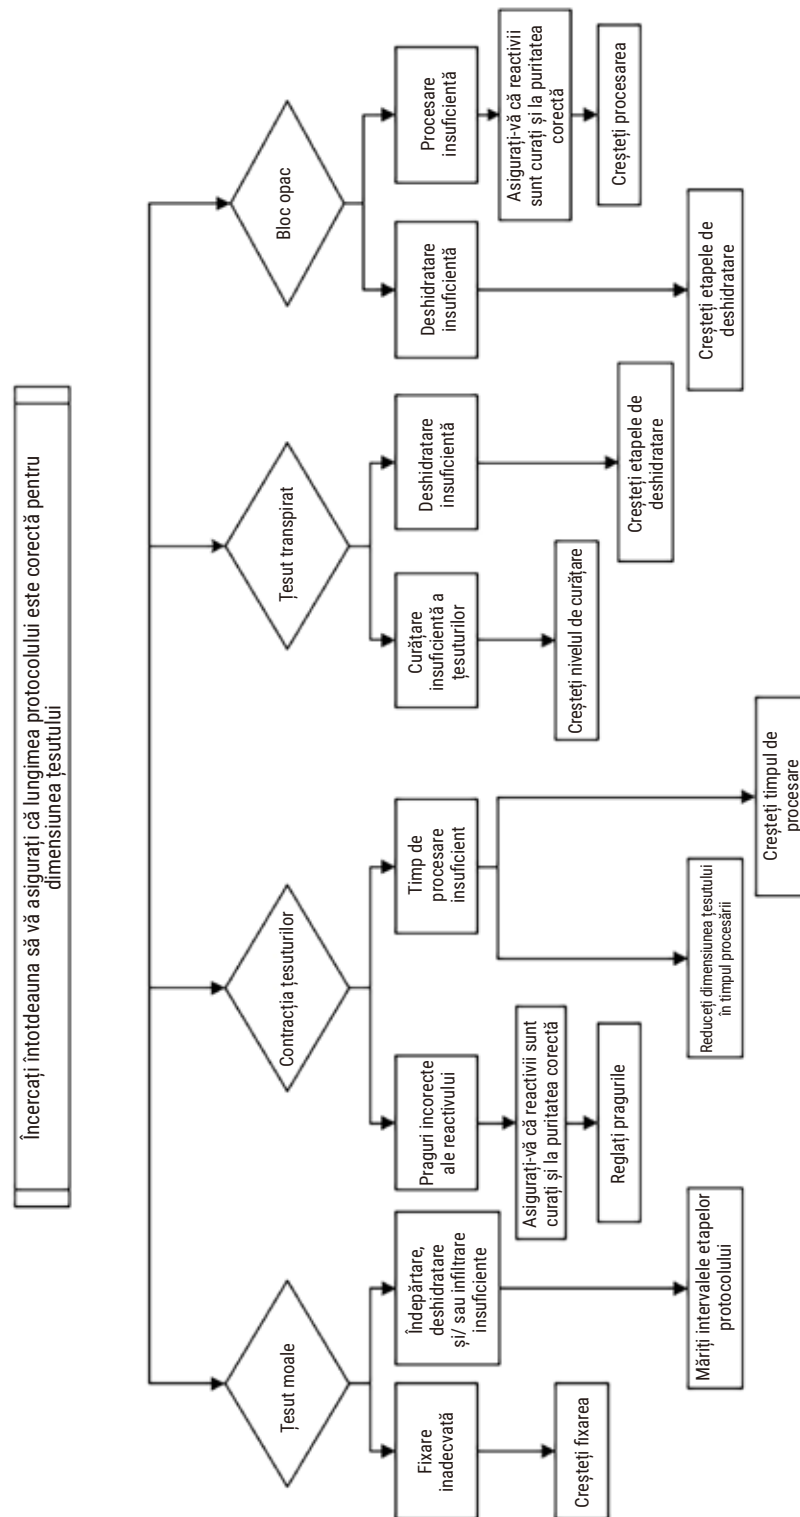 Încercați întotdeauna să vă asigurați că lungimea protocolului este corectă pentru
dimensiunea țesutului
Țesut moale
Fixare
inadecvată
Creșteți fixarea
Îndepărtare,
deshidratare
și/ sau infiltrare
insuficiente
Măriți intervalele etapelor
protocolului
Contracția țesuturilor
Praguri incorecte
ale reactivului
Asigurați-vă că reactivii sunt
curați și la puritatea corectă
Reglați pragurile
Timp de
procesare
insuficient
Reduceți dimensiunea țesutului
în timpul procesării
Creșteți timpul de
procesare
Țesut transpirat
Curățare
insuficientă a
țesuturilor
Creșteți nivelul de curățare
Deshidratare
insuficientă
Creșteți etapele de
deshidratare
Bloc opac
Deshidratare
insuficientă
Creșteți etapele de
deshidratare
Procesare
insuficientă
Asigurați-vă că reactivii
sunt curați și la puritatea
corectă
Creșteți procesarea